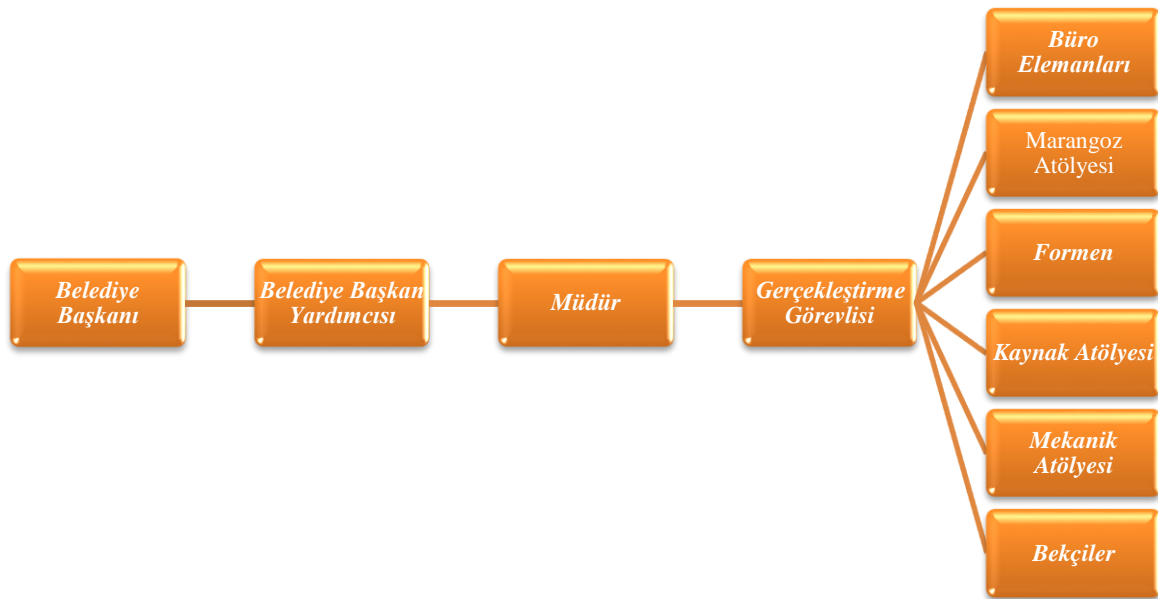 Belediye
Başkanı
Belediye Başkan
Yardımcısı
Müdür
Gerçekleştirme
Görevlisi
Büro
Elemanları
Marangoz
Atölyesi
Formen
Kaynak Atölyesi
Mekanik
Atölyesi
Bekçiler